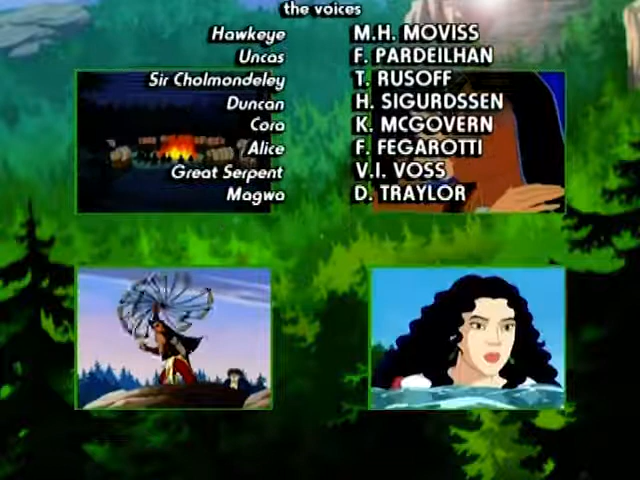 the voices
Hawkeye M.H. MOVISS
Uncas F. PARDEILHAN
Sir Cholmondeley T. RUSOFF
Duncan H. SIGURDSSEN
Cora K. MCGOVERN
Alice F. FEGAROTTI
Great Serpent V.I. VOSS
Magwa D. TRAYLOR